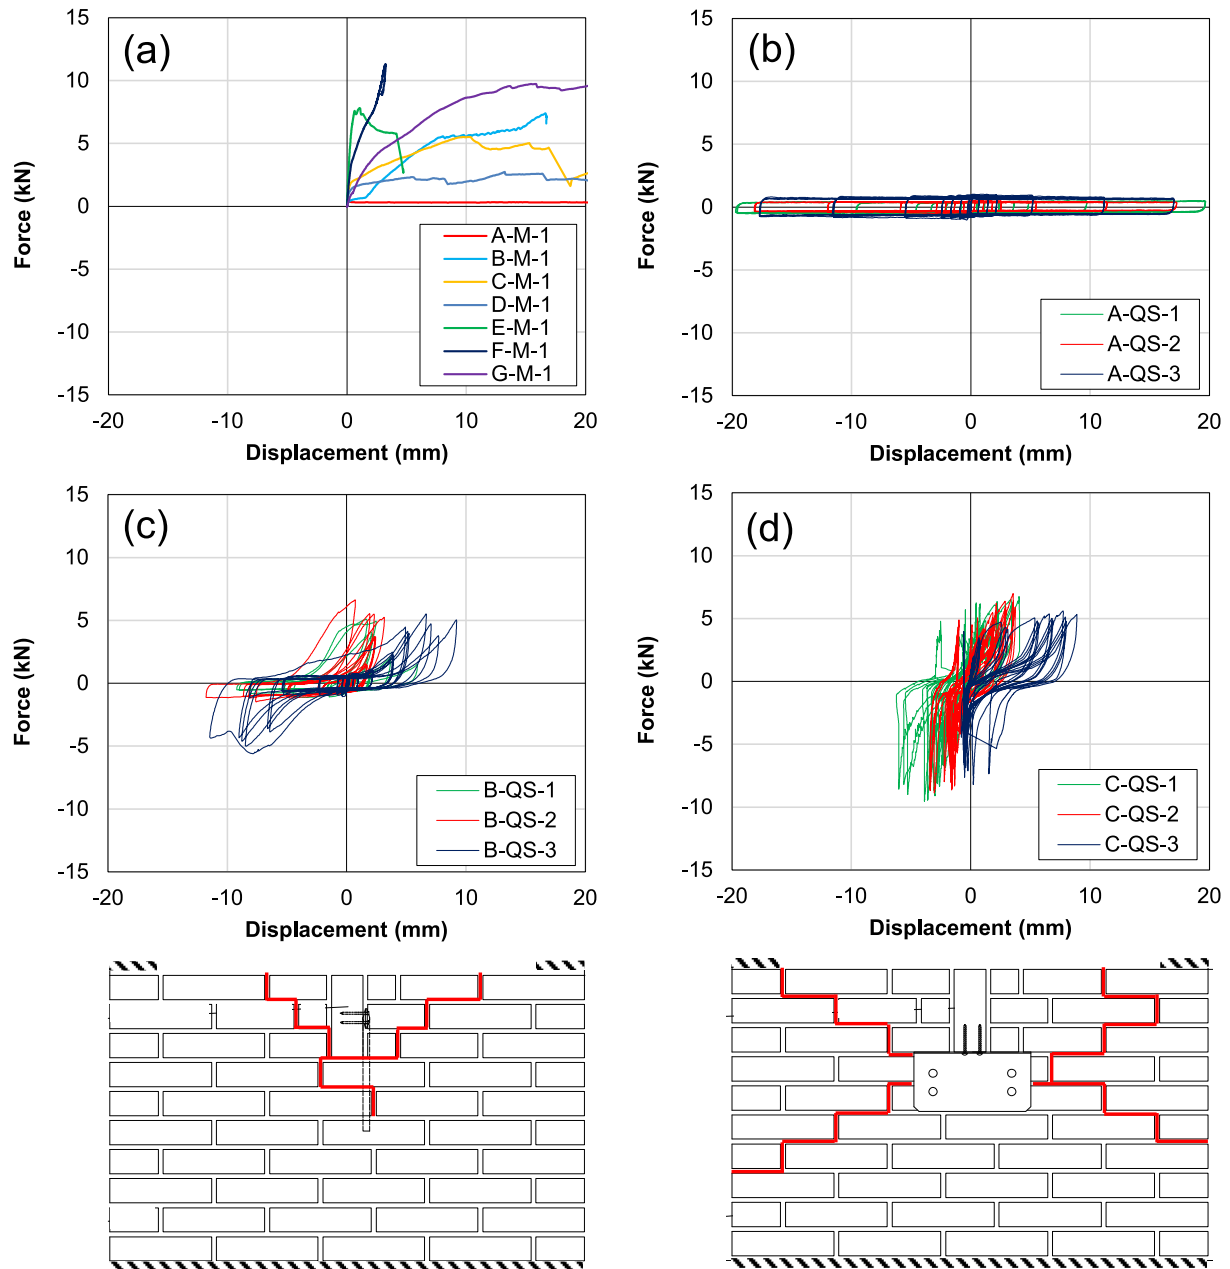 (a)
15
10
5
0
-5
-10
-15
Force (kN)
A-M-1
B-M-1
C-M-1
D-M-1
E-M-1
F-M-1
G-M-1
-20
-10
0
10
20
Displacement (mm)
(b)
15
10
5
0
-5
-10
-15
Force (kN)
A-QS-1
A-QS-2
A-QS-3
-20
-10
0
10
20
Displacement (mm)
(c)
15
10
5
0
-5
-10
-15
Force (kN)
B-QS-1
B-QS-2
B-QS-3
-20
-10
0
10
20
Displacement (mm)
(d)
15
10
5
0
-5
-10
-15
Force (kN)
C-QS-1
C-QS-2
C-QS-3
-20
-10
0
10
20
Displacement (mm)